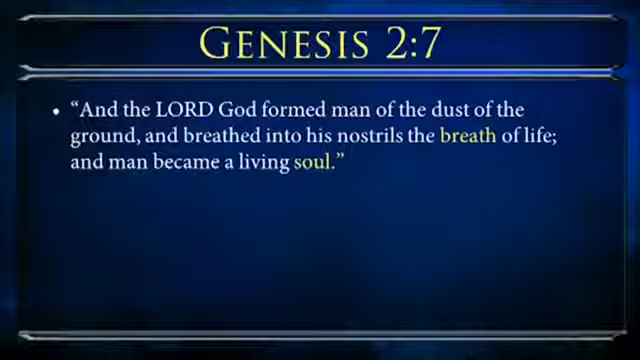 GENESIS 2:7
• “And the LORD God formed man of the dust of the
ground, and breathed into his nostrils the breath of life;
and man became a living soul.”